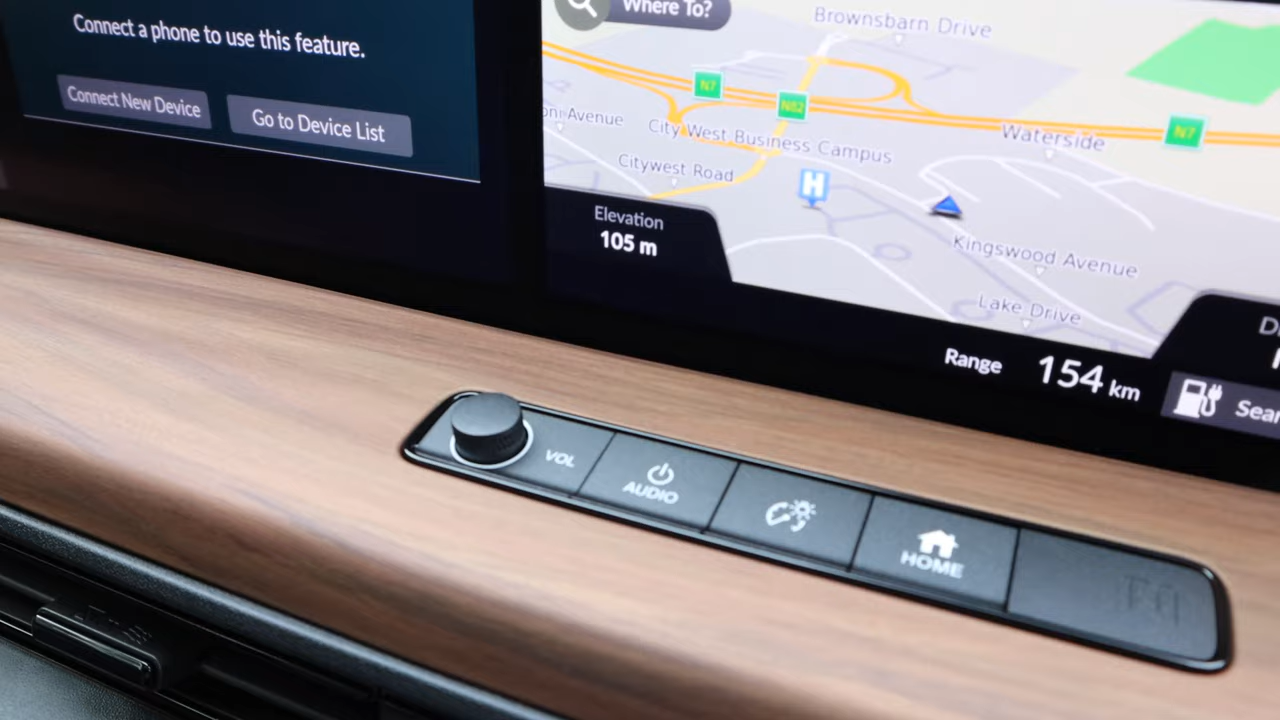 Connect a phone to use this feature.
Connect New Device
Go to Device List
Where To?
Brownsbarn Drive
N7
N82
N7
oni Avenue
City West Business Campus
Waterside
Citywest Road
H
Elevation
105 m
Kingswood Avenue
Lake Drive
Range 154 km
D
Sear
VOL
AUDIO
HOME